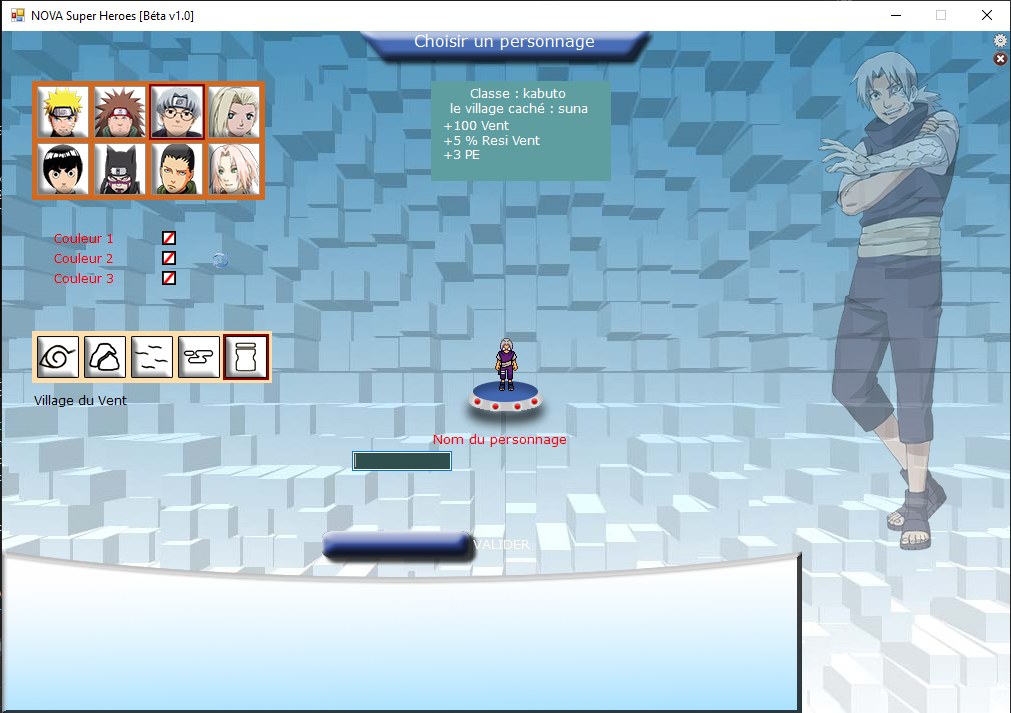 NOVA Super Heroes [Béta v1.0]
Choisir un personnage
Classe : kabuto
le village caché : suna
+100 Vent
+5 % Resi Vent
+3 PE
Couleur 1
Couleur 2
Couleur 3
Village du Vent
Nom du personnage
VALIDER